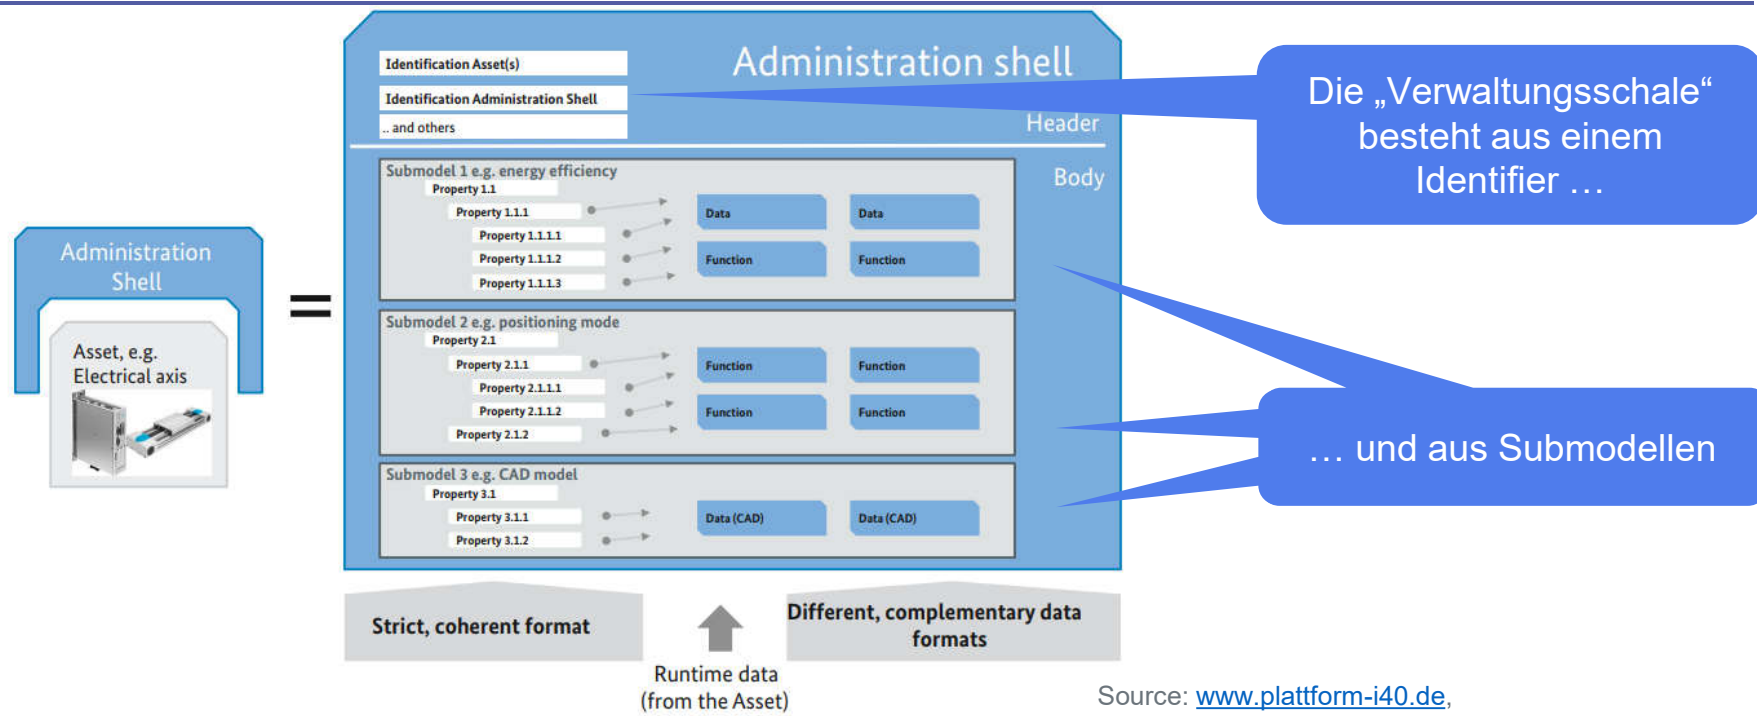 Administration
Shell
Asset, e.g.
Electrical axis
=
Identification Asset(s)
Identification Administration Shell
.. and others
Administration shell
Header
Body
Submodel 1 e.g. energy efficiency
Property 1.1
Property 1.1.1
Property 1.1.1.1
Property 1.1.1.2
Property 1.1.1.3
Data
Data
Function
Function
Submodel 2 e.g. positioning mode
Property 2.1
Property 2.1.1
Property 2.1.1.1
Property 2.1.1.2
Property 2.1.2
Function
Function
Function
Function
Submodel 3 e.g. CAD model
Property 3.1
Property 3.1.1
Property 3.1.2
Data (CAD)
Data (CAD)
Strict, coherent format
Runtime data
(from the Asset)
Different, complementary data
formats
Die „Verwaltungsschale“
besteht aus einem
Identifier …
… und aus Submodellen
Source: www.plattform-i40.de,